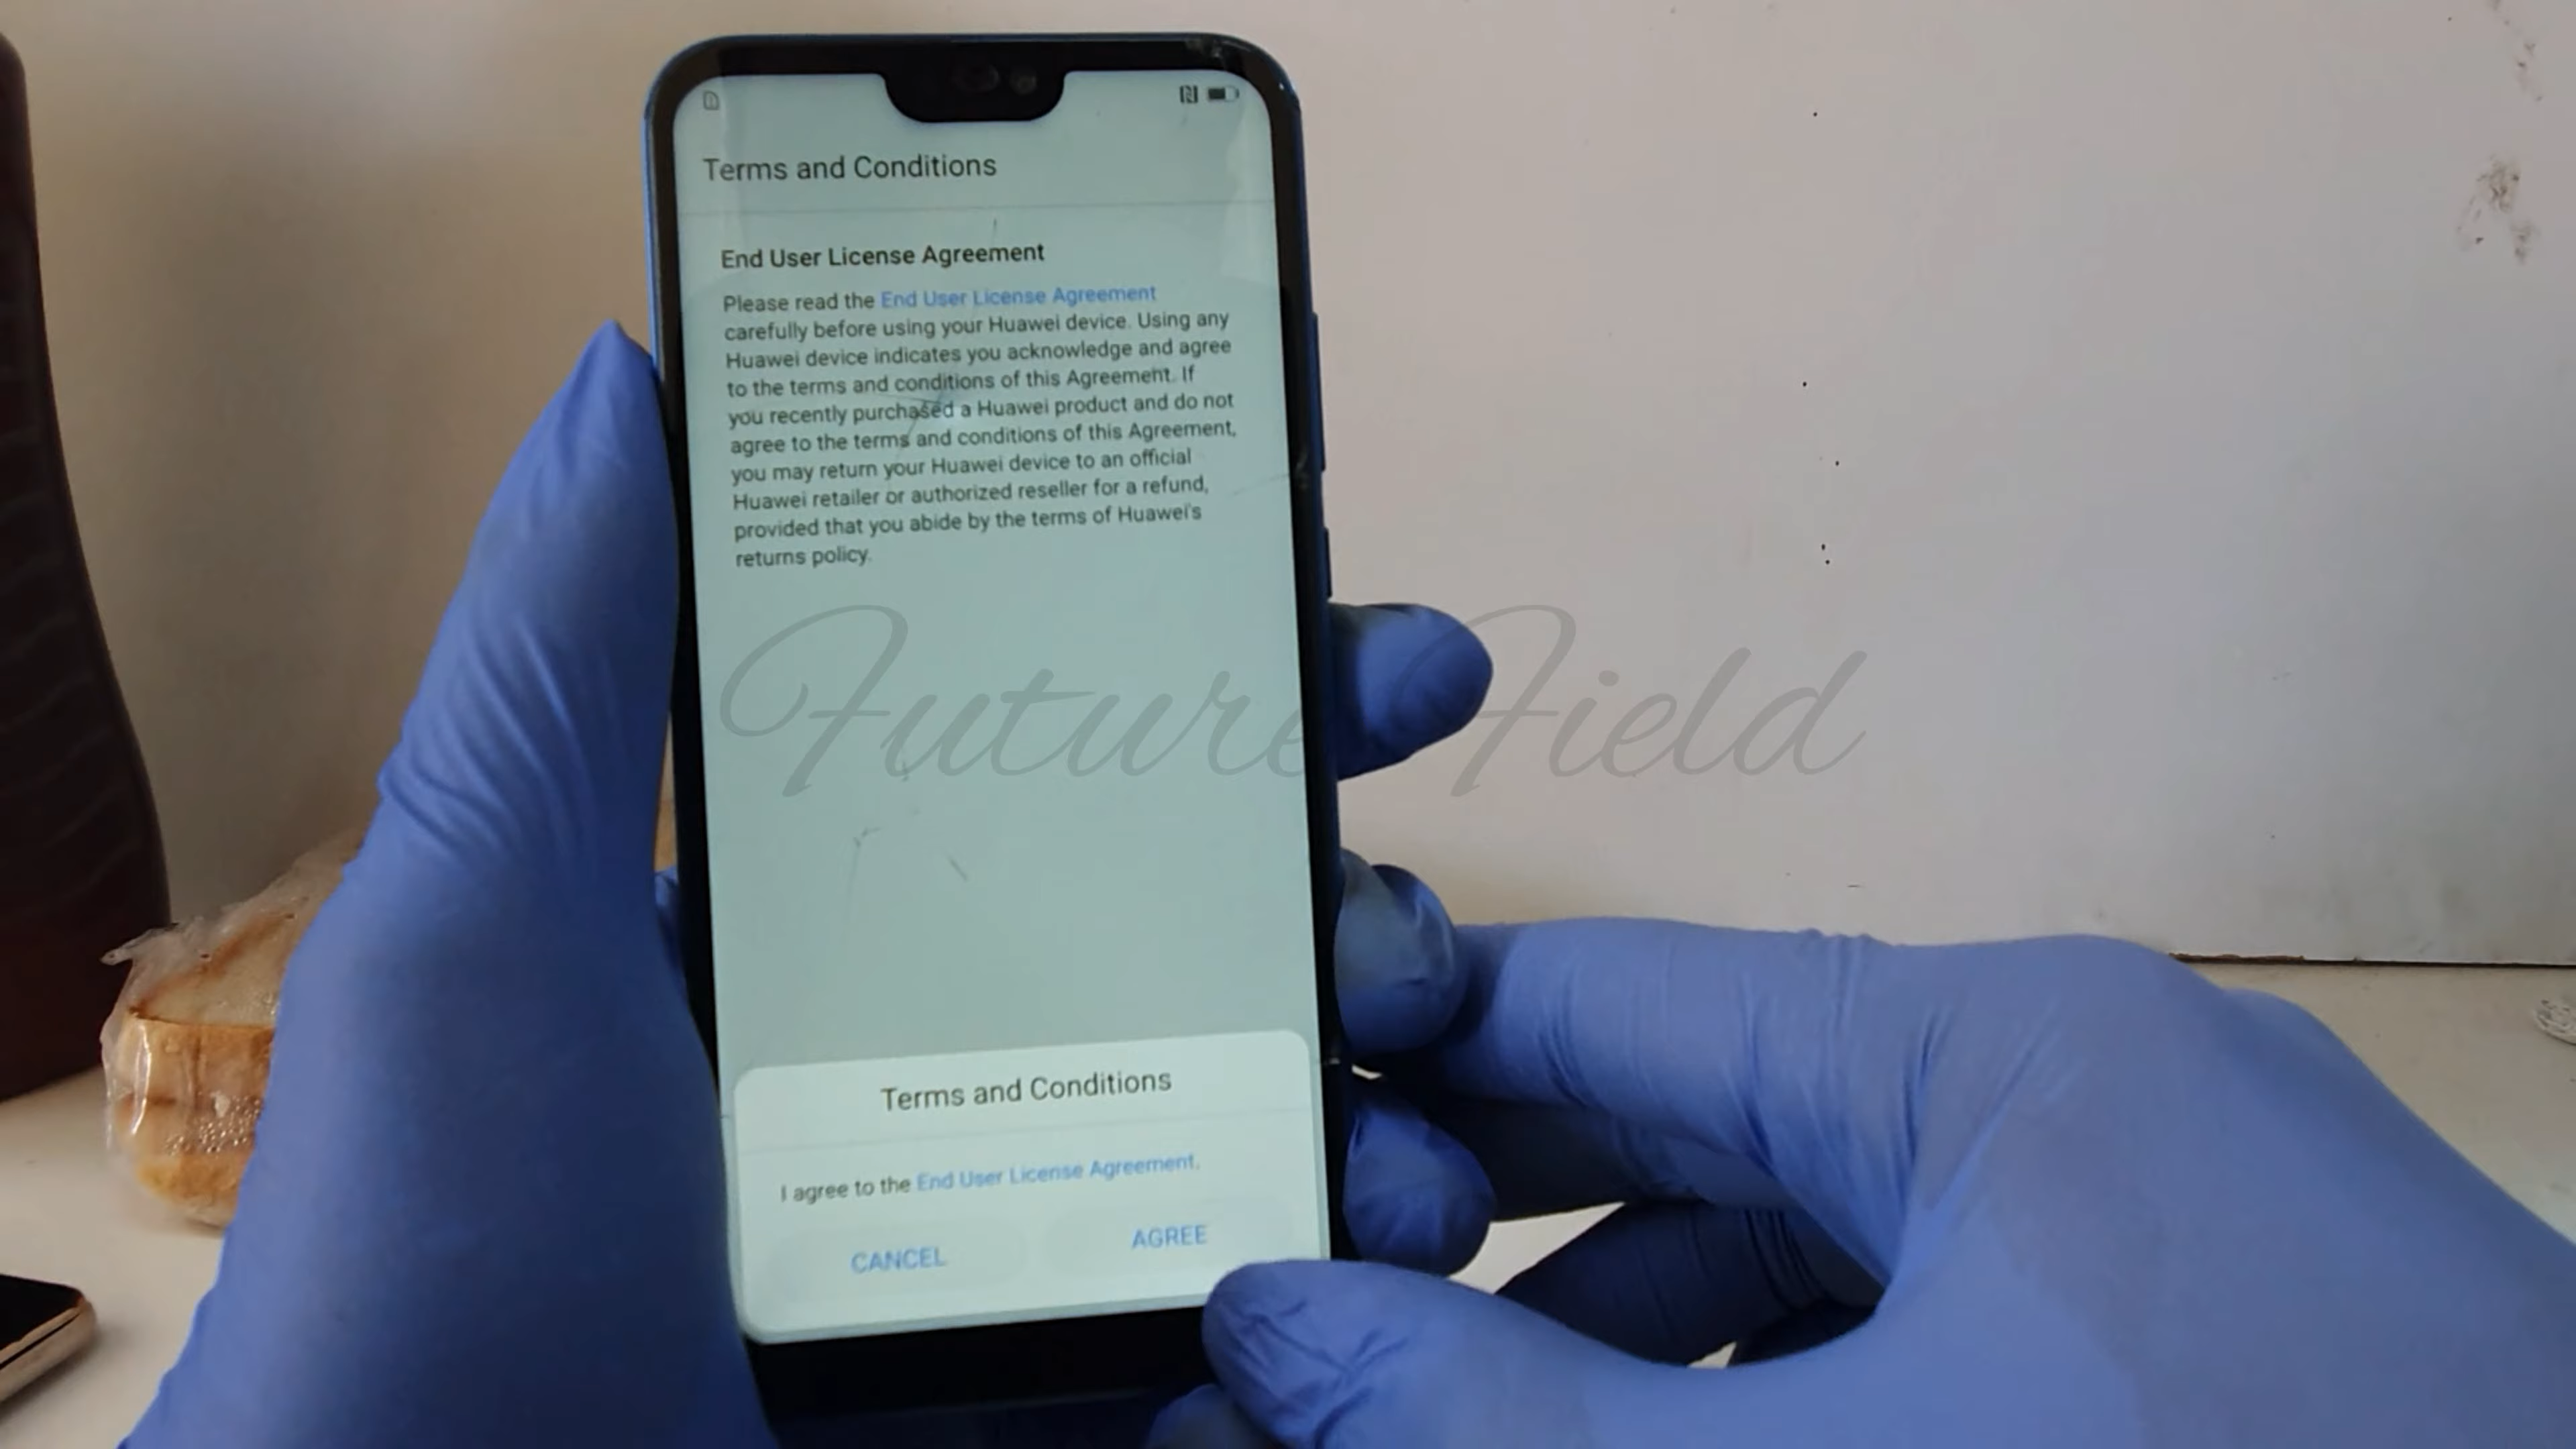 Terms and Conditions
End User License Agreement
Please read the End User License Agreement
carefully before using your Huawei device. Using any
Huawei device indicates you acknowledge and agree
to the terms and conditions of this Agreement. If
you recently purchased a Huawei product and do not
agree to the terms and conditions of this Agreement,
you may return your Huawei device to an official
Huawei retailer or authorized reseller for a refund,
provided that you abide by the terms of Huawei's
returns policy.
Future Field
Terms and Conditions
I agree to the End User License Agreement.
CANCEL AGREE